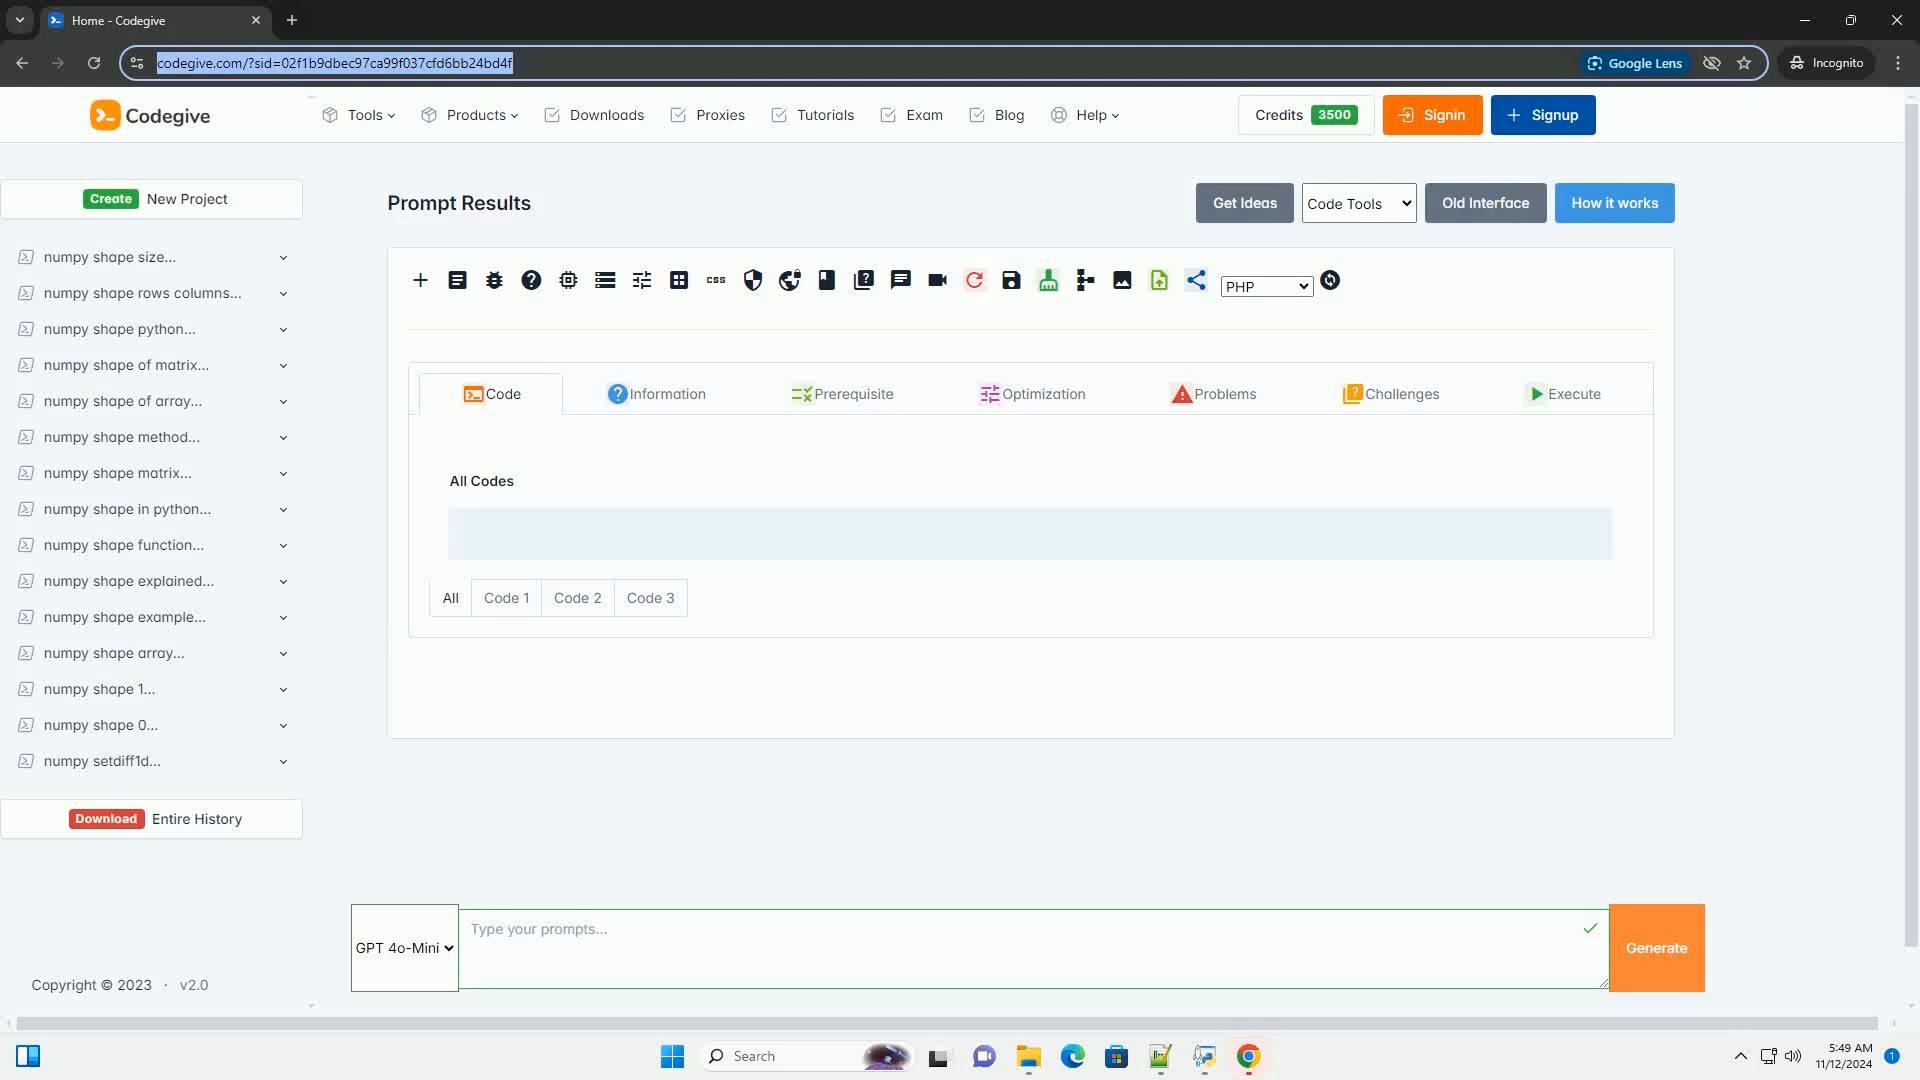 Home - Codegive
codegive.com/?sid=02f1b9dbec97ca99f037cfd6bb24bd4f
Google Lens
Incognito
Codegive
Tools
Products
Downloads
Proxies
Tutorials
Exam
Blog
Help
Credits 3500
Signin
Signup
Create New Project
numpy shape size...
numpy shape rows columns...
numpy shape python...
numpy shape of matrix...
numpy shape of array...
numpy shape method...
numpy shape matrix...
numpy shape in python...
numpy shape function...
numpy shape explained...
numpy shape example...
numpy shape array...
numpy shape 1...
numpy shape 0...
numpy setdiff1d...
Download Entire History
Copyright © 2023 · v2.0
Prompt Results
Get Ideas
Code Tools
Old Interface
How it works
css
PHP
Code
Information
Prerequisite
Optimization
Problems
Challenges
Execute
All Codes
All
Code 1
Code 2
Code 3
GPT 4o-Mini
Type your prompts...
Generate
Search
5:49 AM
11/12/2024
1